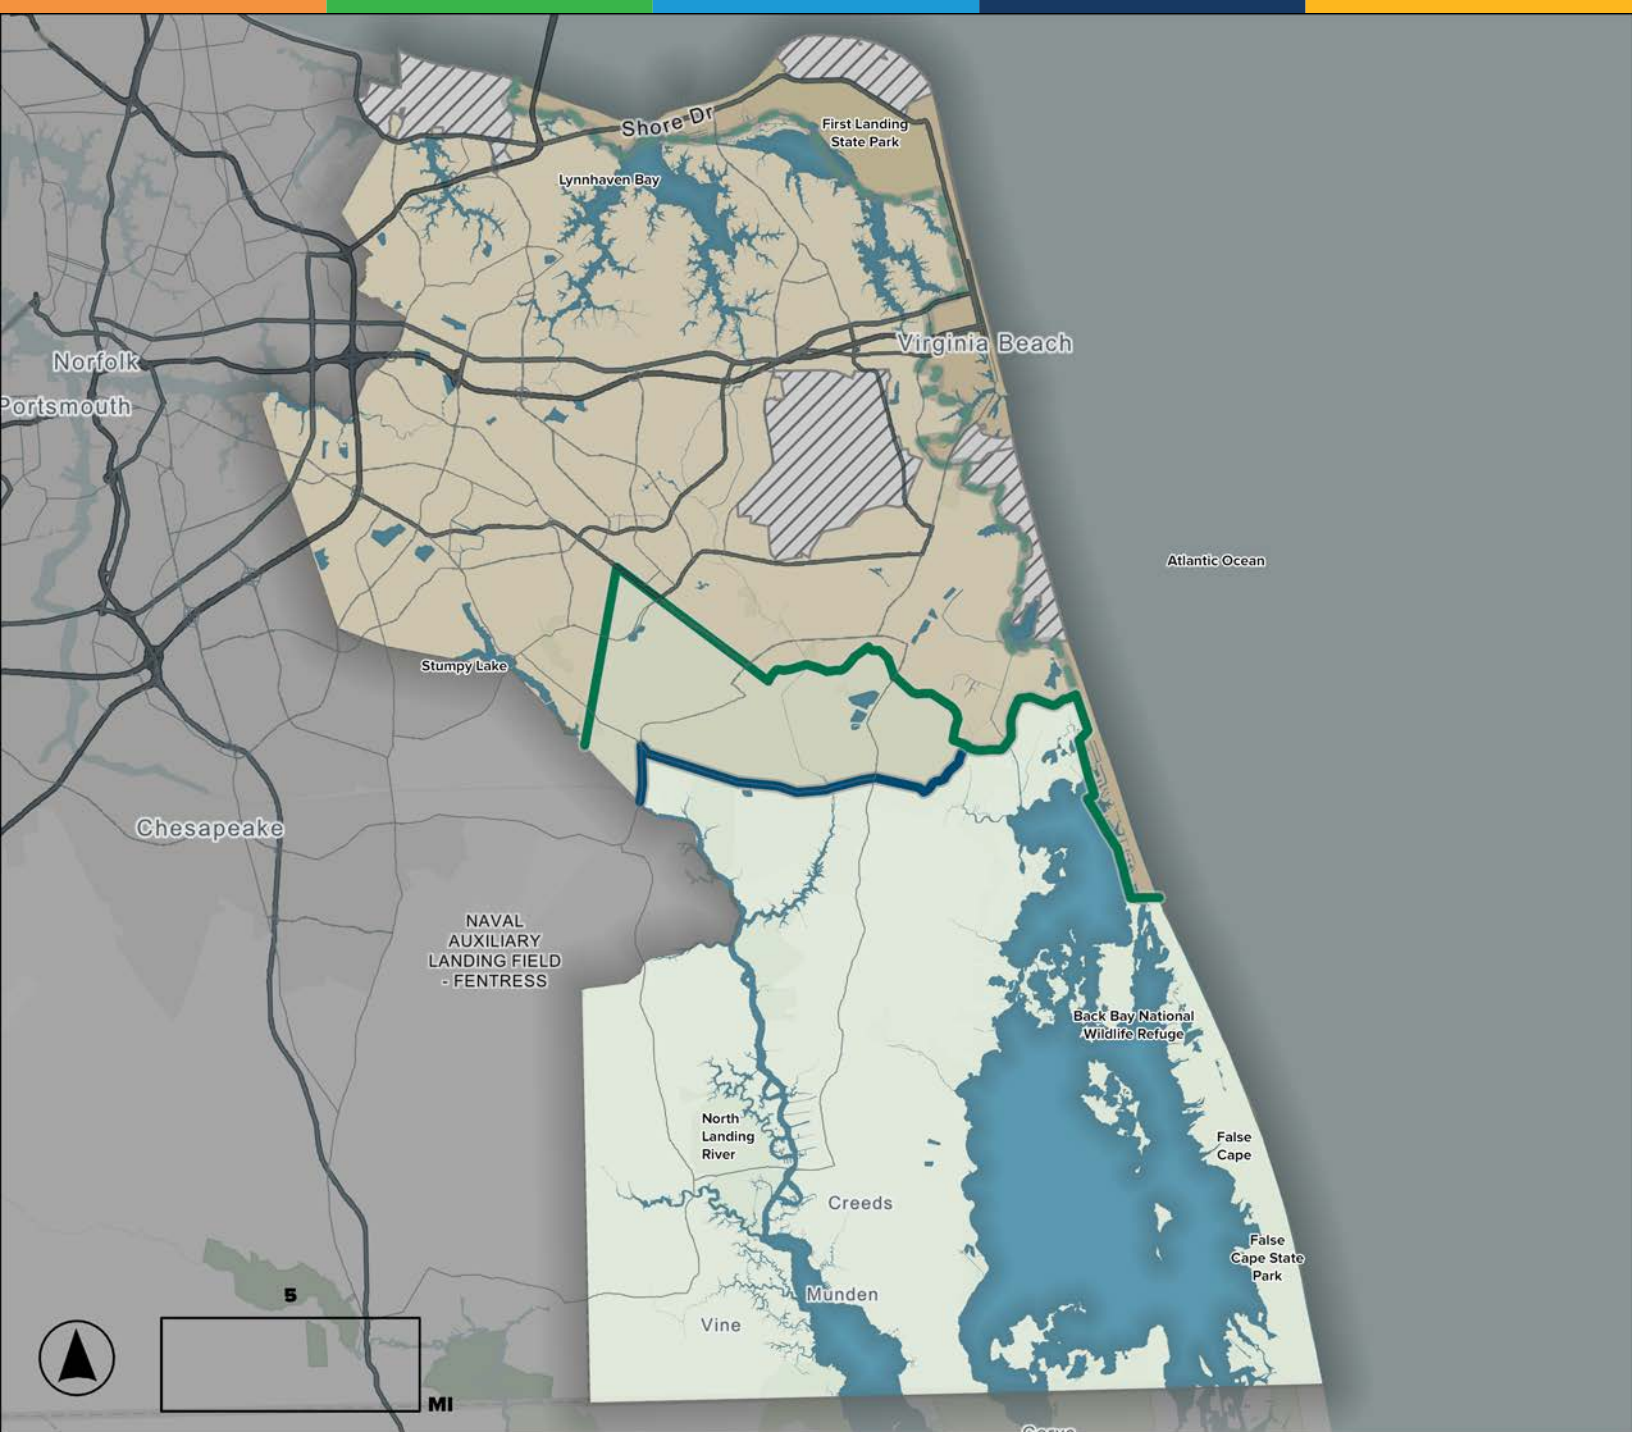 Shore Dr
First Landing
State Park
Lynnhaven Bay
Virginia Beach
Norfolk
Portsmouth
Atlantic Ocean
Stumpy Lake
Chesapeake
NAVAL
AUXILIARY
LANDING FIELD
- FENTRESS
Back Bay National
Wildlife Refuge
North
Landing
River
False
Cape
Creeds
False
Cape State
Park
5
Munden
Vine
MI